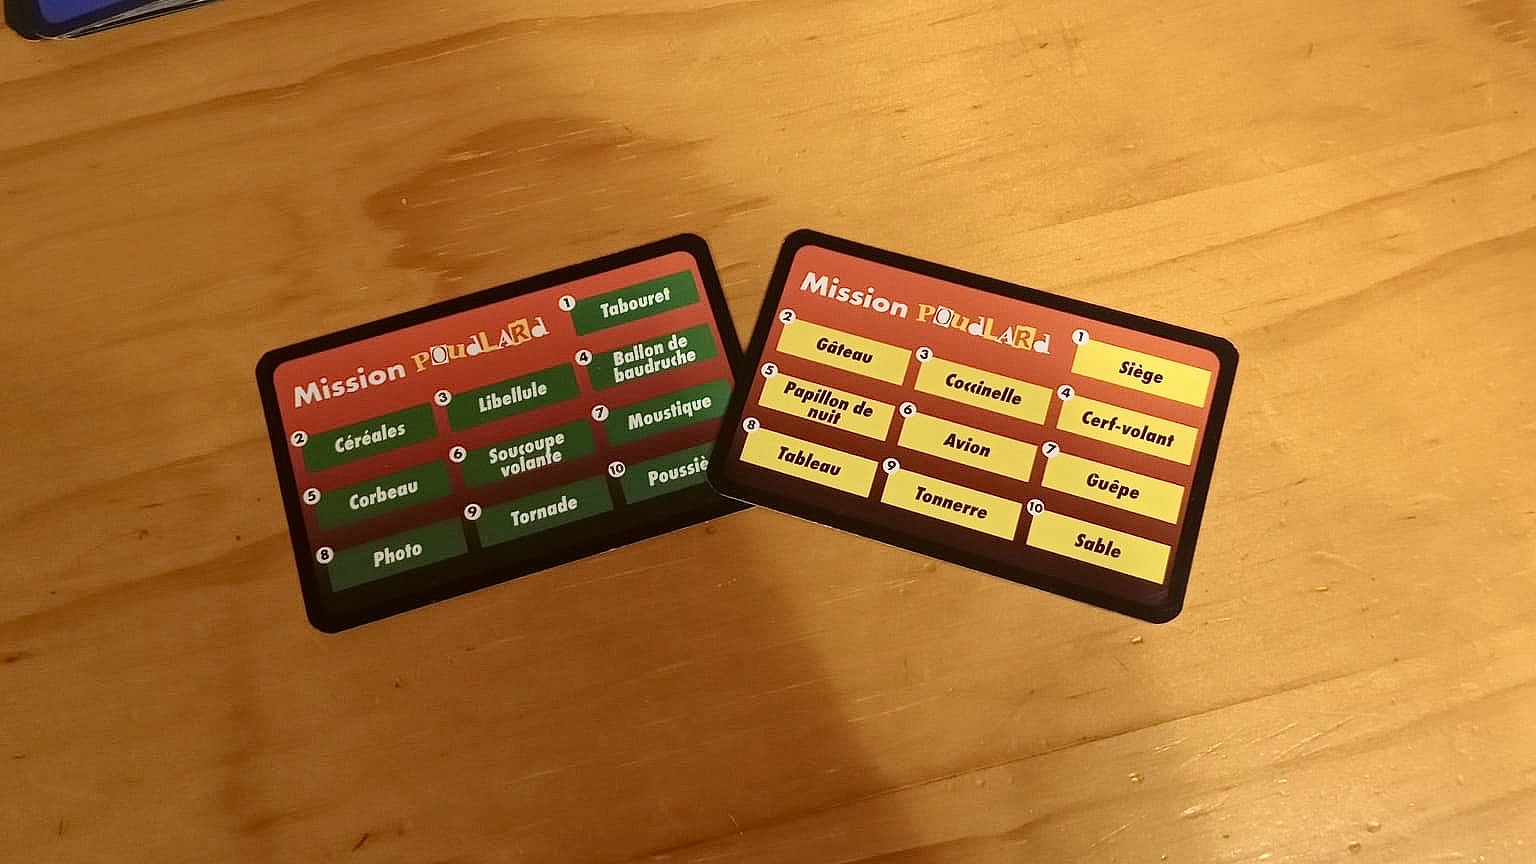 Mission POUdLARd
1 Tabouret
2 Céréales
3 Libellule
4 Ballon de
baudruche
5 Corbeau
6 Soucoupe
volante
7 Moustique
8 Photo
9 Tornade
10 Poussiè
Mission POUdLARd
1 Siège
2 Gâteau
3 Coccinelle
4 Cerf-volant
5 Papillon de
nuit
6 Avion
7 Guêpe
8 Tableau
9 Tonnerre
10 Sable